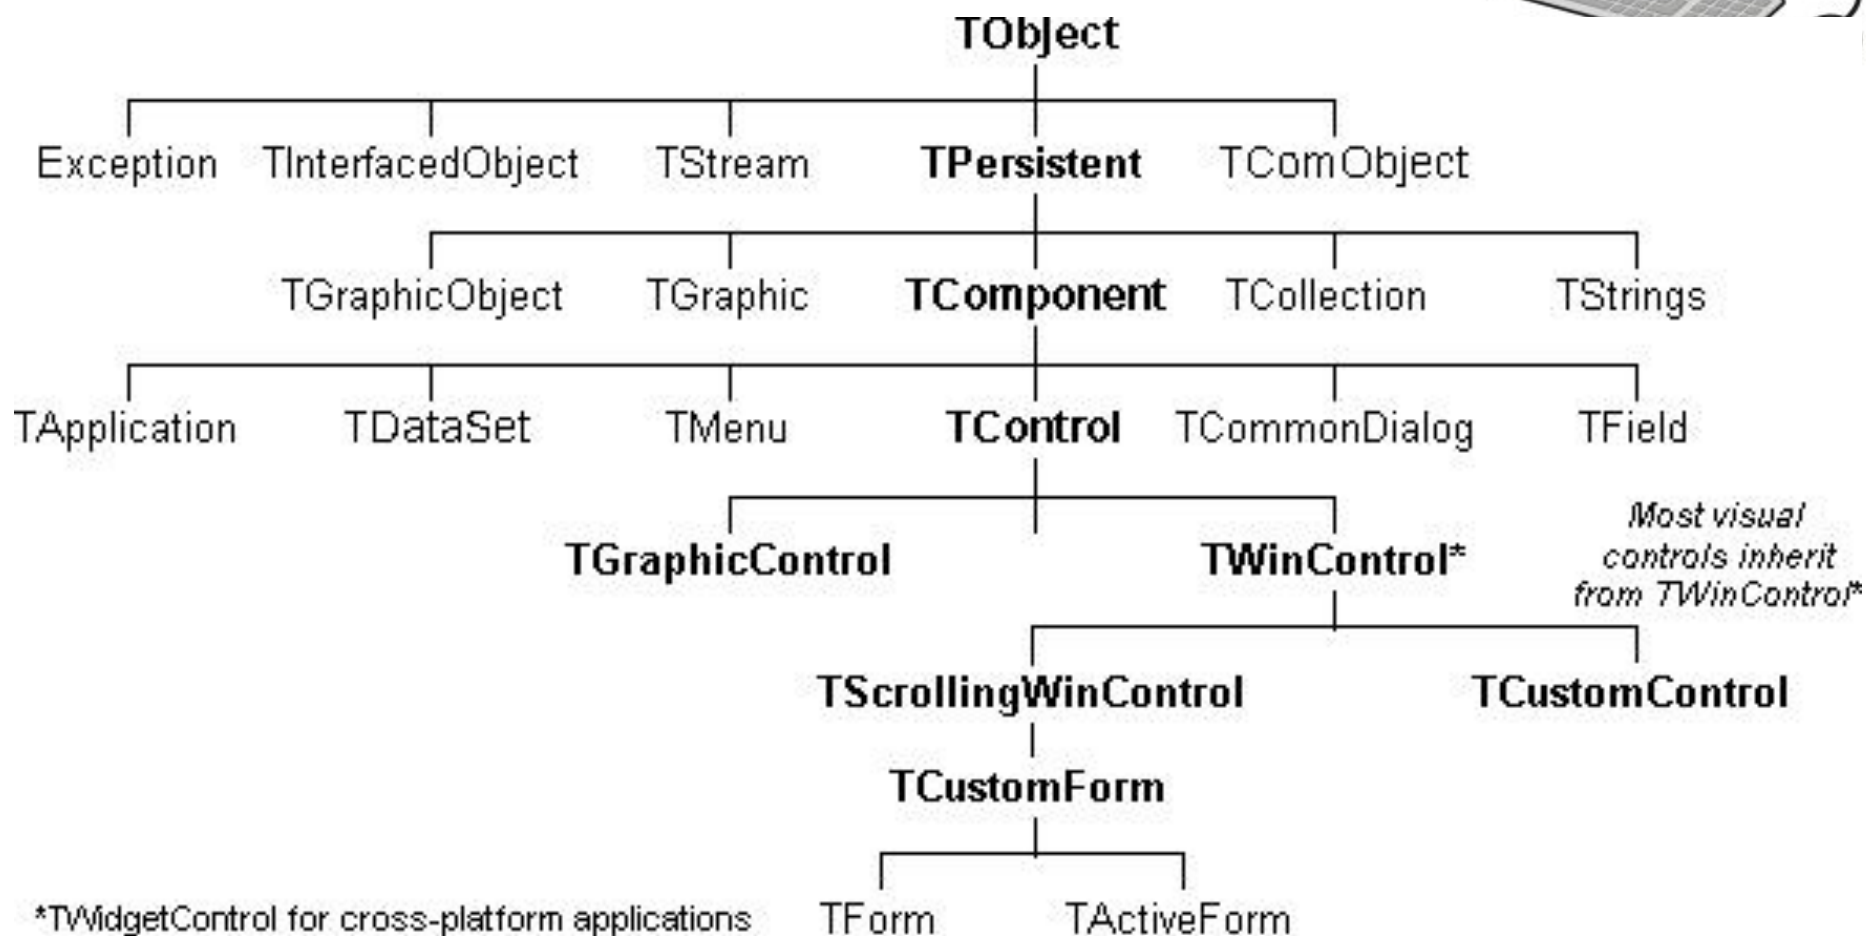 TObject
Exception TInterfacedObject TStream TPersistent TComObject
TGraphicObject TGraphic TComponent TCollection TStrings
TApplication TDataSet TMenu TControl TCommonDialog TField
TGraphicControl TWinControl*
Most visual
controls inherit
from TWinControl*
TScrollingWinControl TCustomControl
TCustomForm
TForm TActiveForm
*TWidgetControl for cross-platform applications